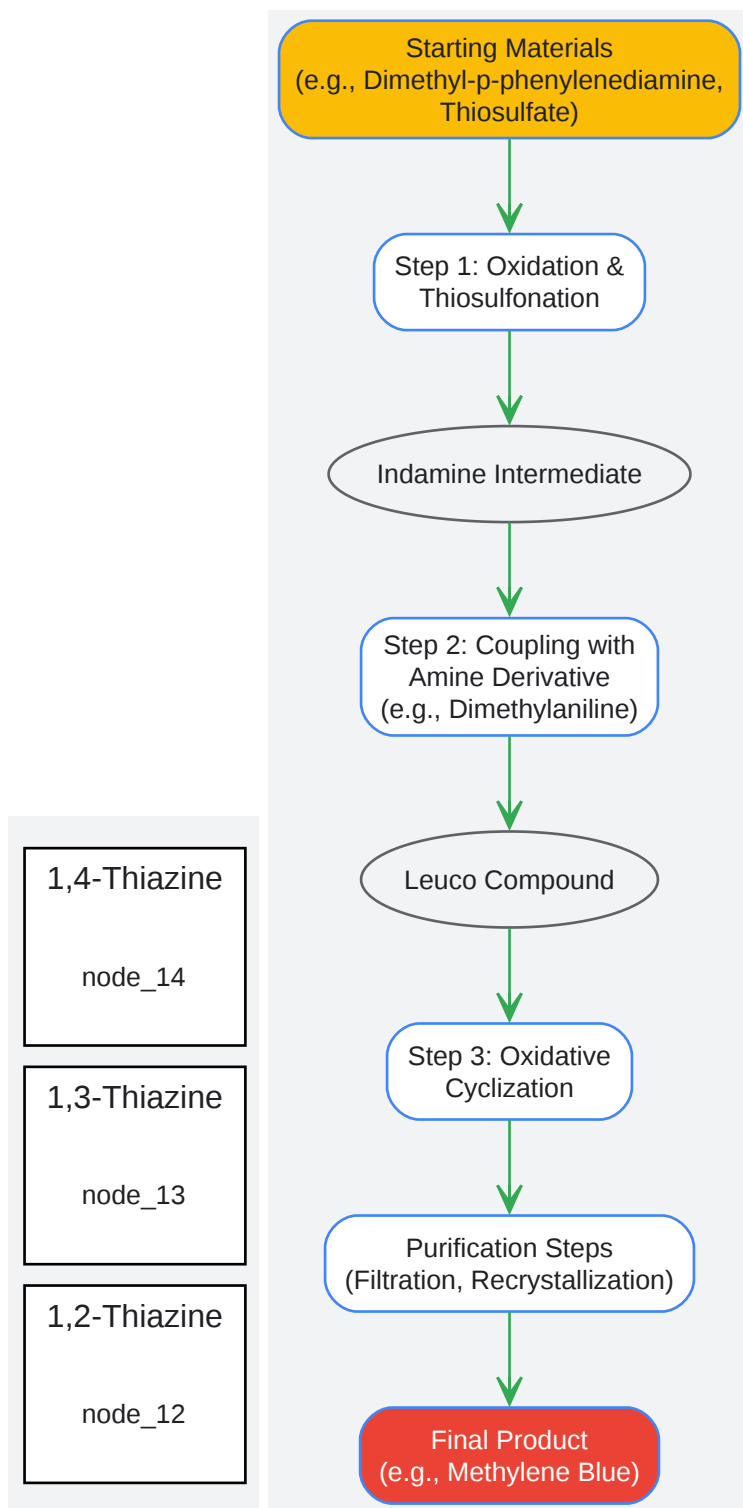 Starting Materials
(e.g., Dimethyl-p-phenylenediamine,
Thiosulfate)
Step 1: Oxidation &
Thiosulfonation
Indamine Intermediate
Step 2: Coupling with
Amine Derivative
(e.g., Dimethylaniline)
Leuco Compound
Step 3: Oxidative
Cyclization
Purification Steps
(Filtration, Recrystallization)
Final Product
(e.g., Methylene Blue)
1,4-Thiazine
node_14
1,3-Thiazine
node_13
1,2-Thiazine
node_12